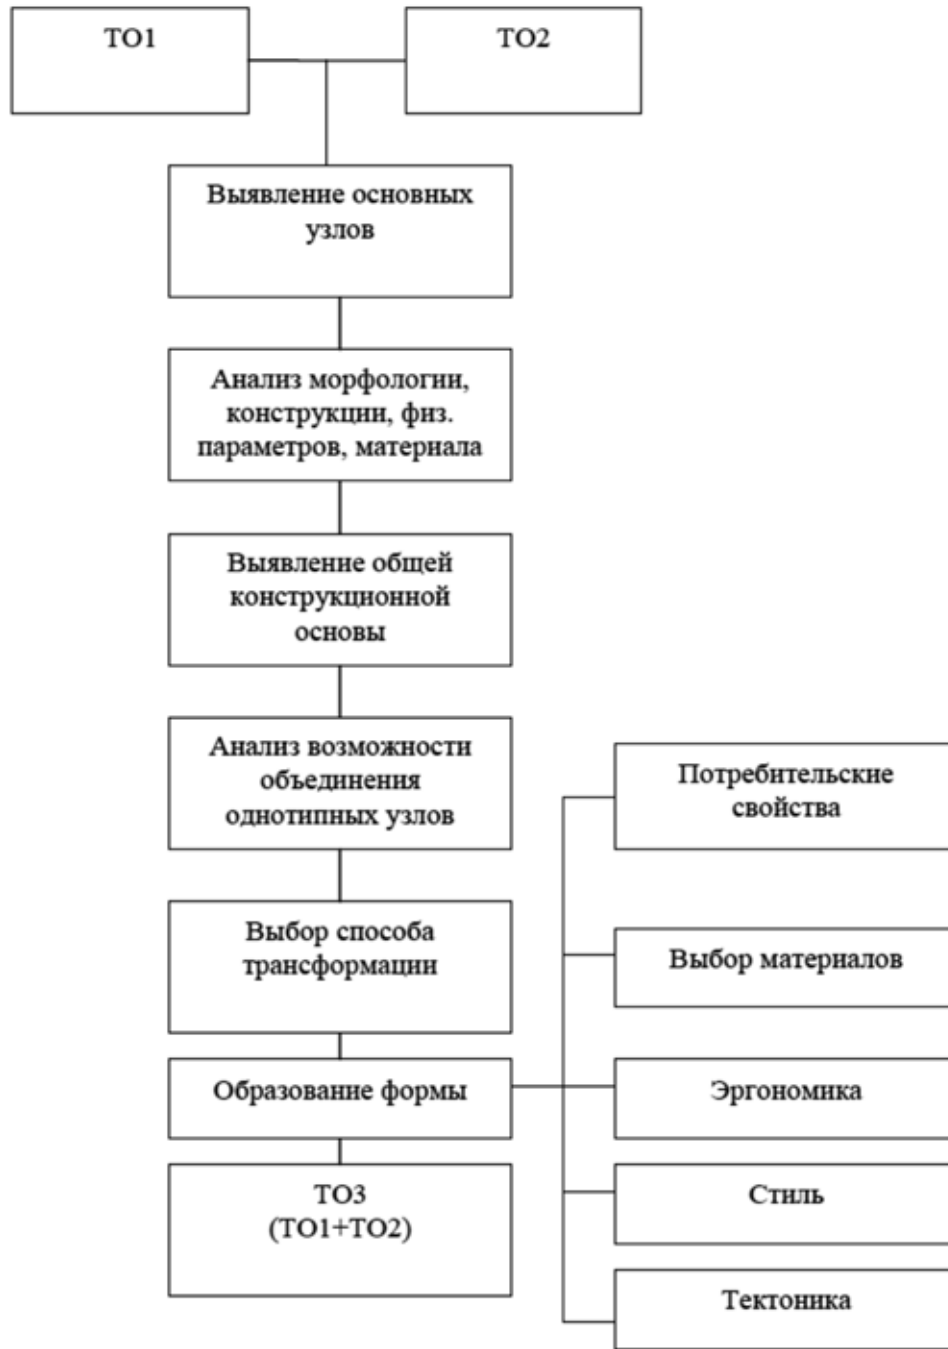 ТО1
ТО2
Выявление основных
узлов
Анализ морфологии,
конструкции, физ.
параметров, материала
Выявление общей
конструкционной
основы
Анализ возможности
объединения
однотипных узлов
Выбор способа
трансформации
Образование формы
ТО3
(ТО1+ТО2)
Потребительские
свойства
Выбор материалов
Эргономика
Стиль
Тектоника